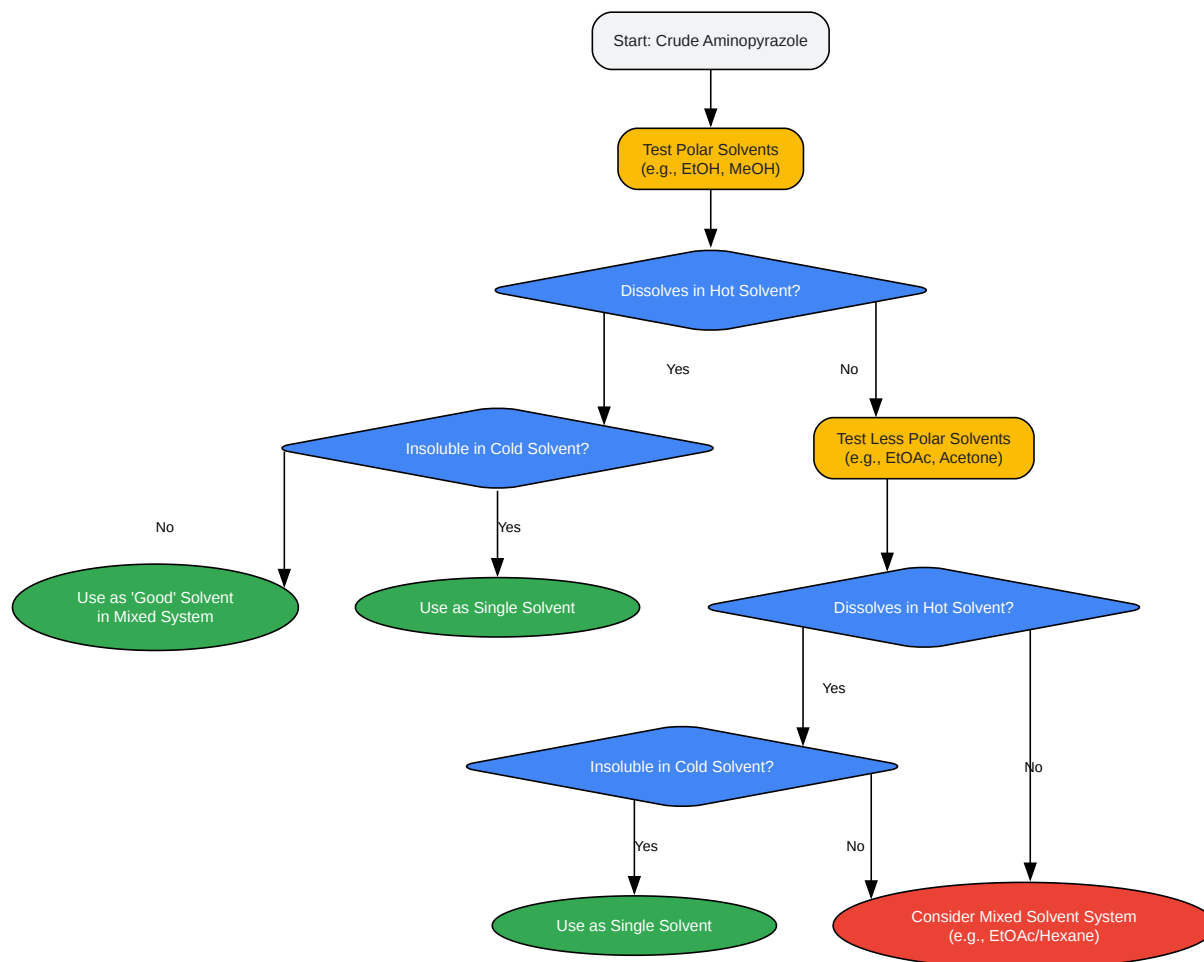 Start: Crude Aminopyrazole
Test Polar Solvents
(e.g., EtOH, MeOH)
Dissolves in Hot Solvent?
Yes
No
Insoluble in Cold Solvent?
Test Less Polar Solvents
(e.g., EtOAc, Acetone)
No
Yes
Use as 'Good' Solvent
in Mixed System
Use as Single Solvent
Dissolves in Hot Solvent?
Yes
Insoluble in Cold Solvent?
No
Yes
No
Use as Single Solvent
Consider Mixed Solvent System
(e.g., EtOAc/Hexane)